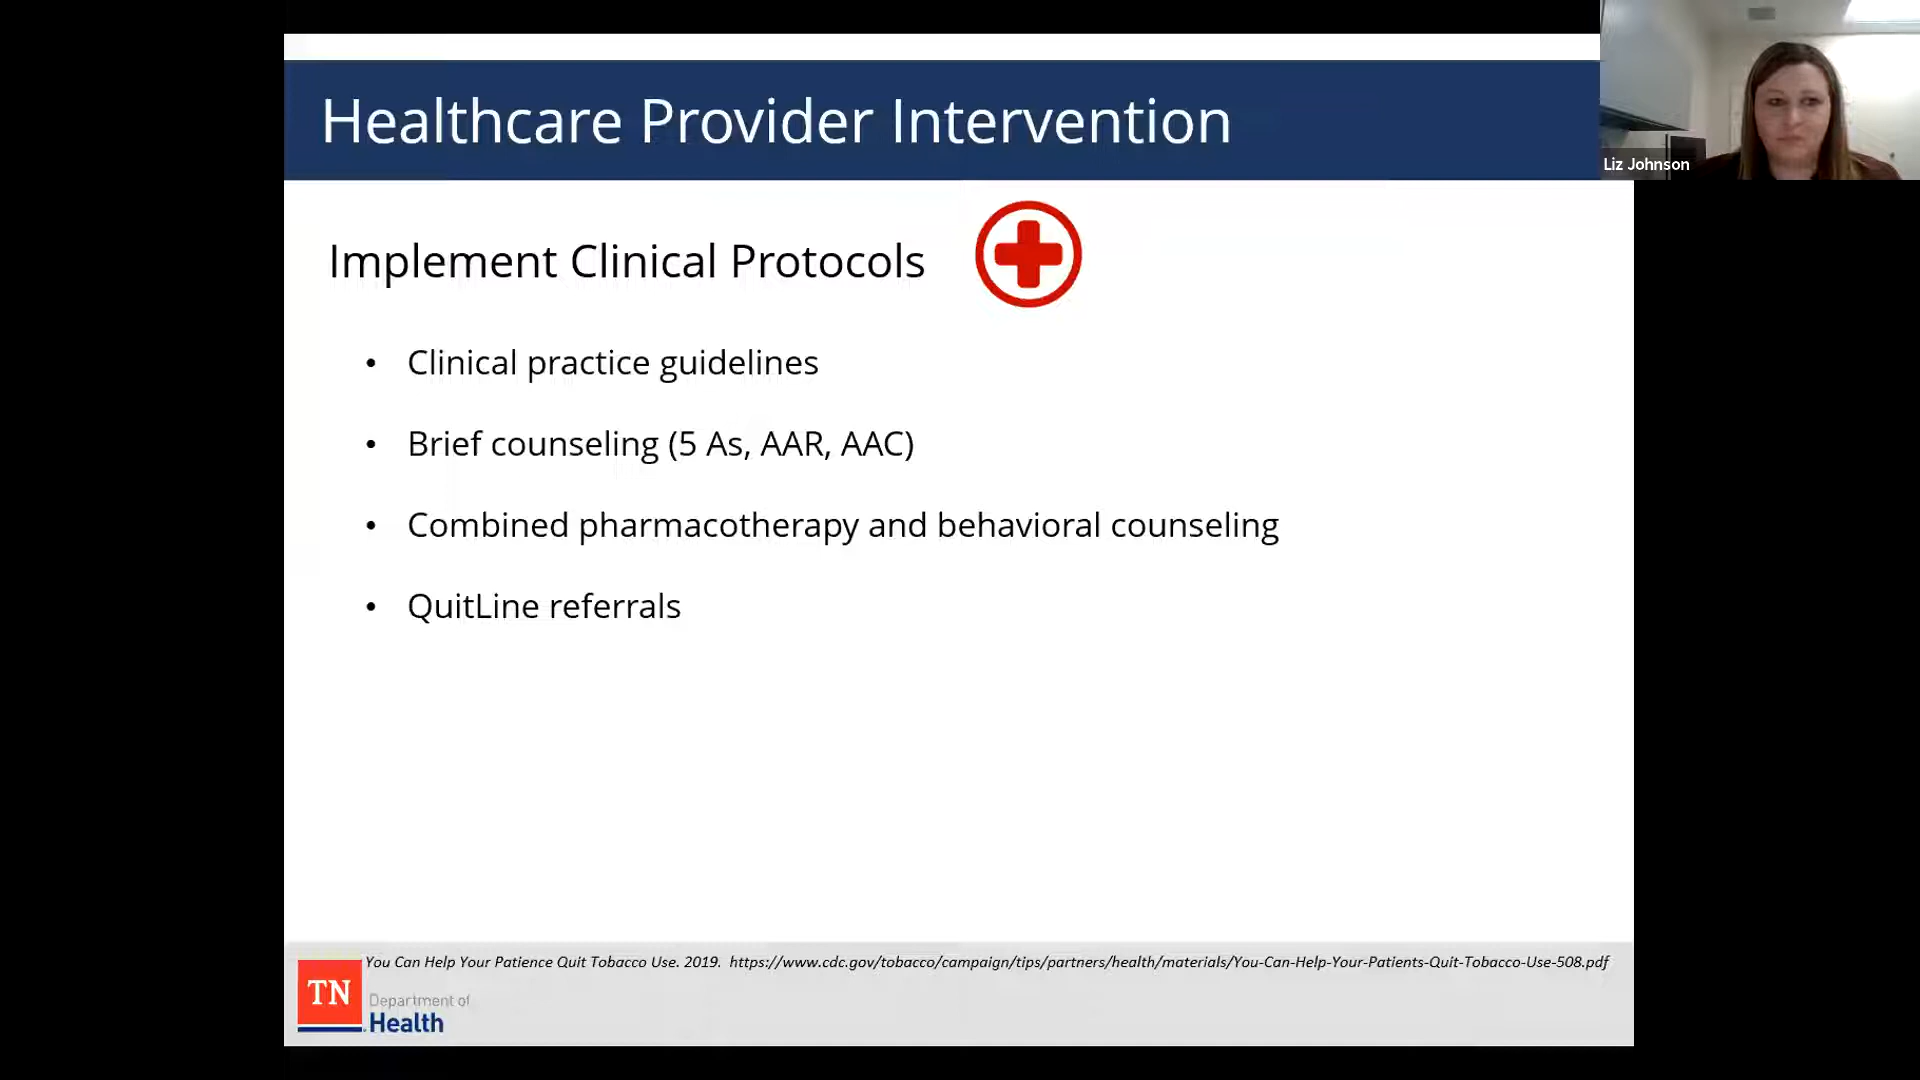 Healthcare Provider Intervention
Liz Johnson
Implement Clinical Protocols
• Clinical practice guidelines
• Brief counseling (5 As, AAR, AAC)
• Combined pharmacotherapy and behavioral counseling
• QuitLine referrals
You Can Help Your Patience Quit Tobacco Use. 2019. https://www.cdc.gov/tobacco/campaign/tips/partners/health/materials/You-Can-Help-Your-Patients-Quit-Tobacco-Use-508.pdf
TN
Department of
Health